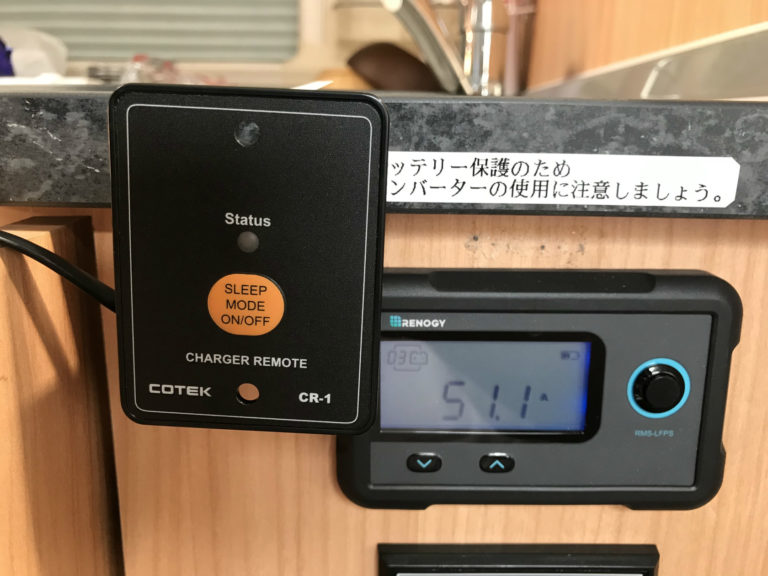 Status
SLEEP
MODE
ON/OFF
CHARGER REMOTE
COTEK
CR-1
ッテリー保護のため
ンバーターの使用に注意しましょう。
RENOGY
51.1 A
RMS-LFPS